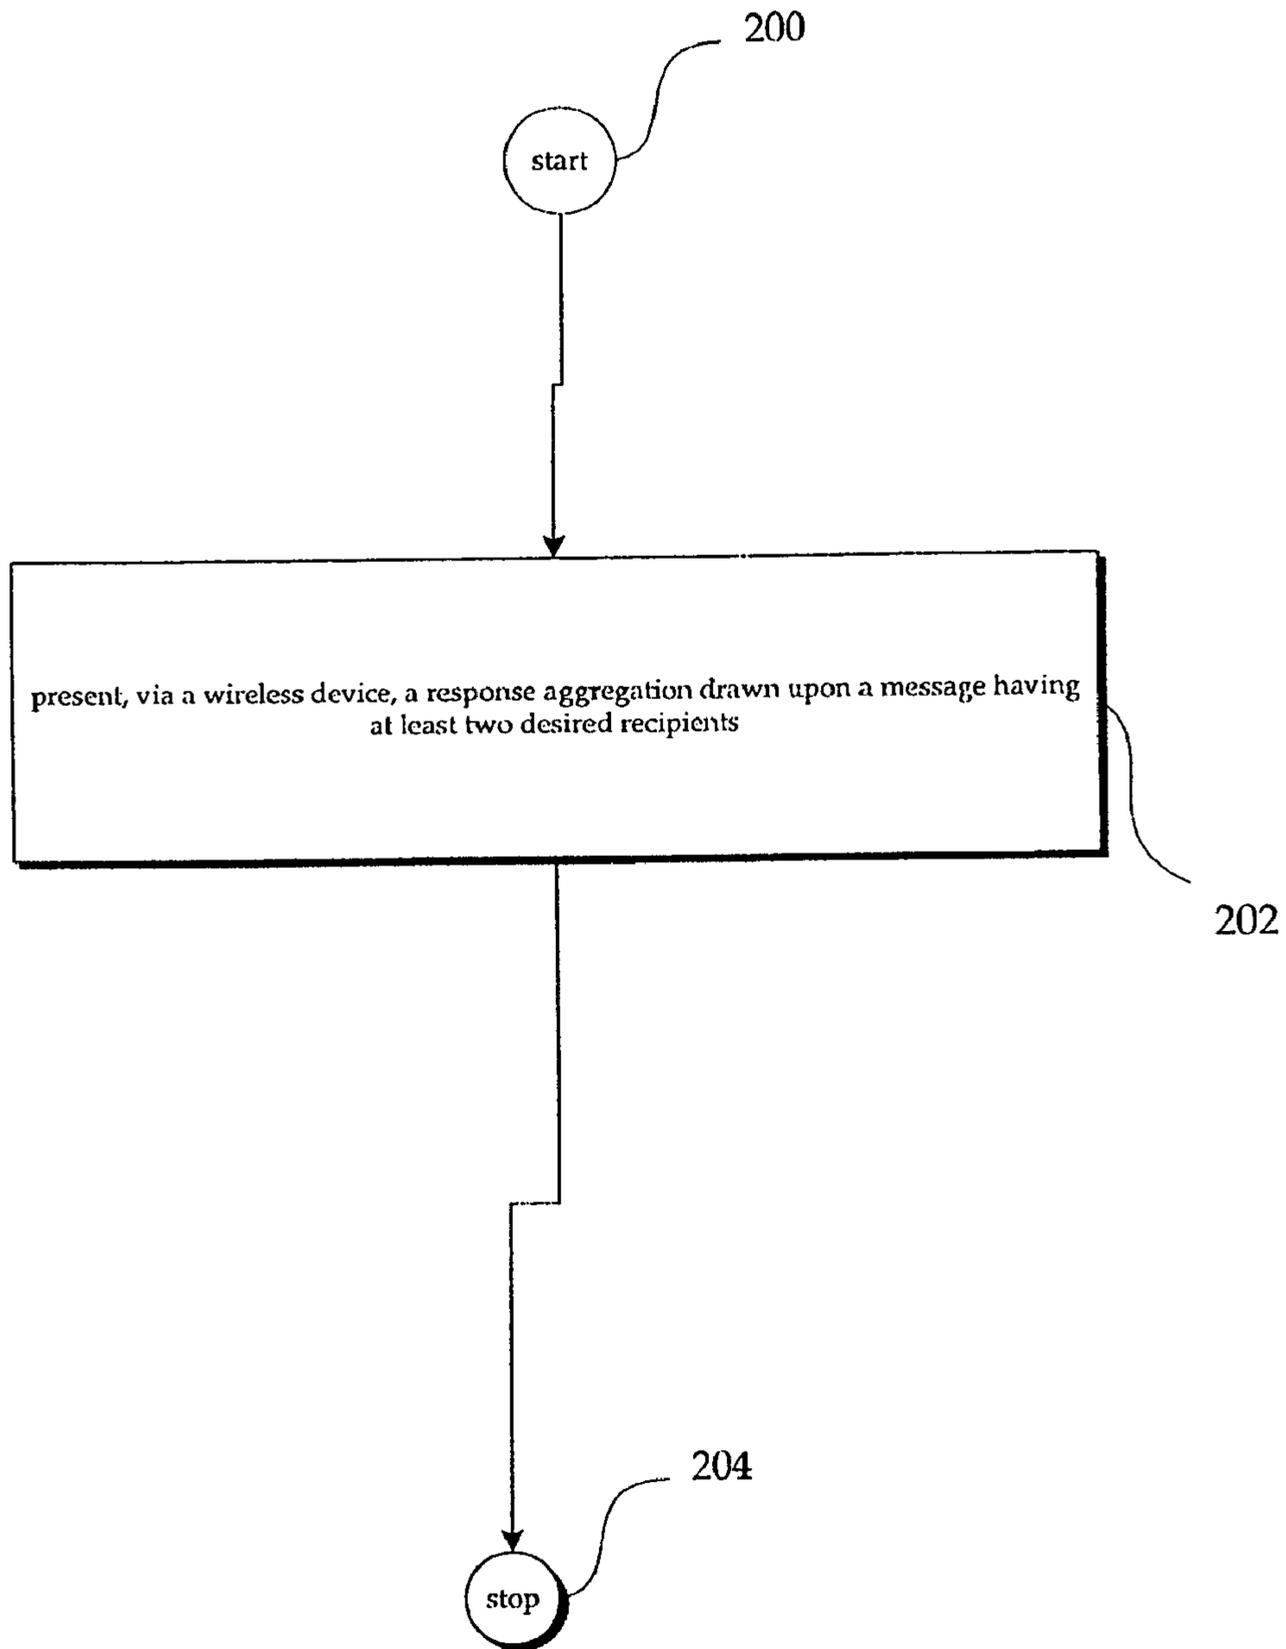 200
start
present, via a wireless device, a response aggregation drawn upon a message having
at least two desired recipients
202
204
stop